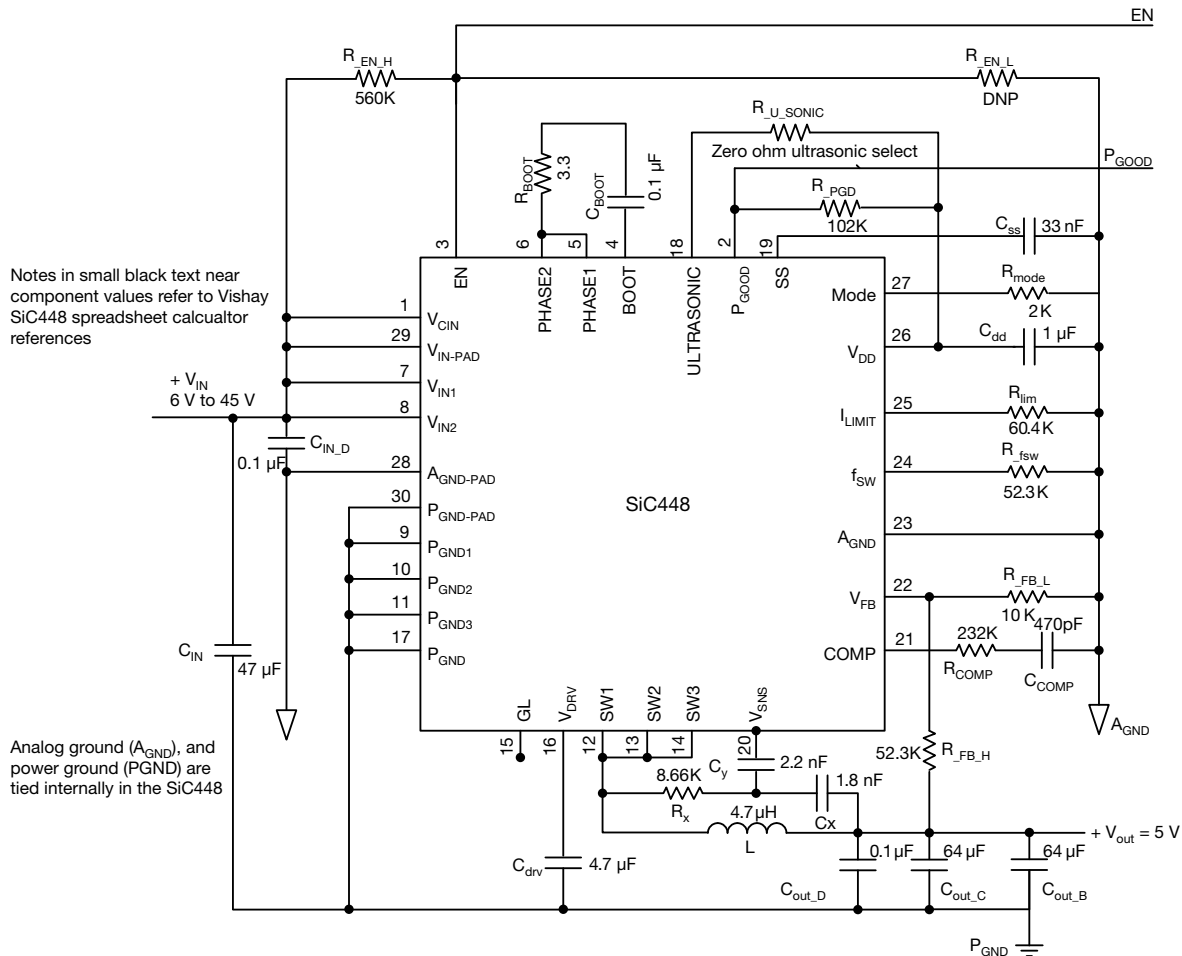 EN
R_EN_H
560K
R_EN_L
DNP
R_U_SONIC
Zero ohm ultrasonic select
P_GOOD
R_BOOT
3.3
C_BOOT
0.1 µF
R_PGD
102K
C_ss 33 nF
3
6
5
4
18
2
19
EN
PHASE2
PHASE1
BOOT
ULTRASONIC
P_GOOD
SS
Notes in small black text near
component values refer to Vishay
SiC448 spreadsheet calcualtor
references
1
V_CIN
29
V_IN-PAD
7
V_IN1
8
V_IN2
+ V_IN
6 V to 45 V
C_IN_D
0.1 µF
28
A_GND-PAD
30
P_GND-PAD
9
P_GND1
10
P_GND2
11
P_GND3
17
P_GND
C_IN
47 µF
SiC448
Mode
27
R_mode
2K
V_DD
26
C_dd
1 µF
I_LIMIT
25
R_lim
60.4K
f_SW
24
R_fsw
52.3K
A_GND
23
V_FB
22
R_FB_L
10 K
COMP
21
232K
R_COMP
470pF
C_COMP
A_GND
GL
V_DRV
SW1
SW2
SW3
V_SNS
15
16
12
13
14
20
Analog ground (A_GND), and
power ground (PGND) are
tied internally in the SiC448
8.66K
R_x
C_y
2.2 nF
1.8 nF
Cx
4.7µH
L
52.3K
R_FB_H
+ V_out = 5 V
C_drv
4.7 µF
0.1µF
C_out_D
64µF
C_out_C
64µF
C_out_B
P_GND